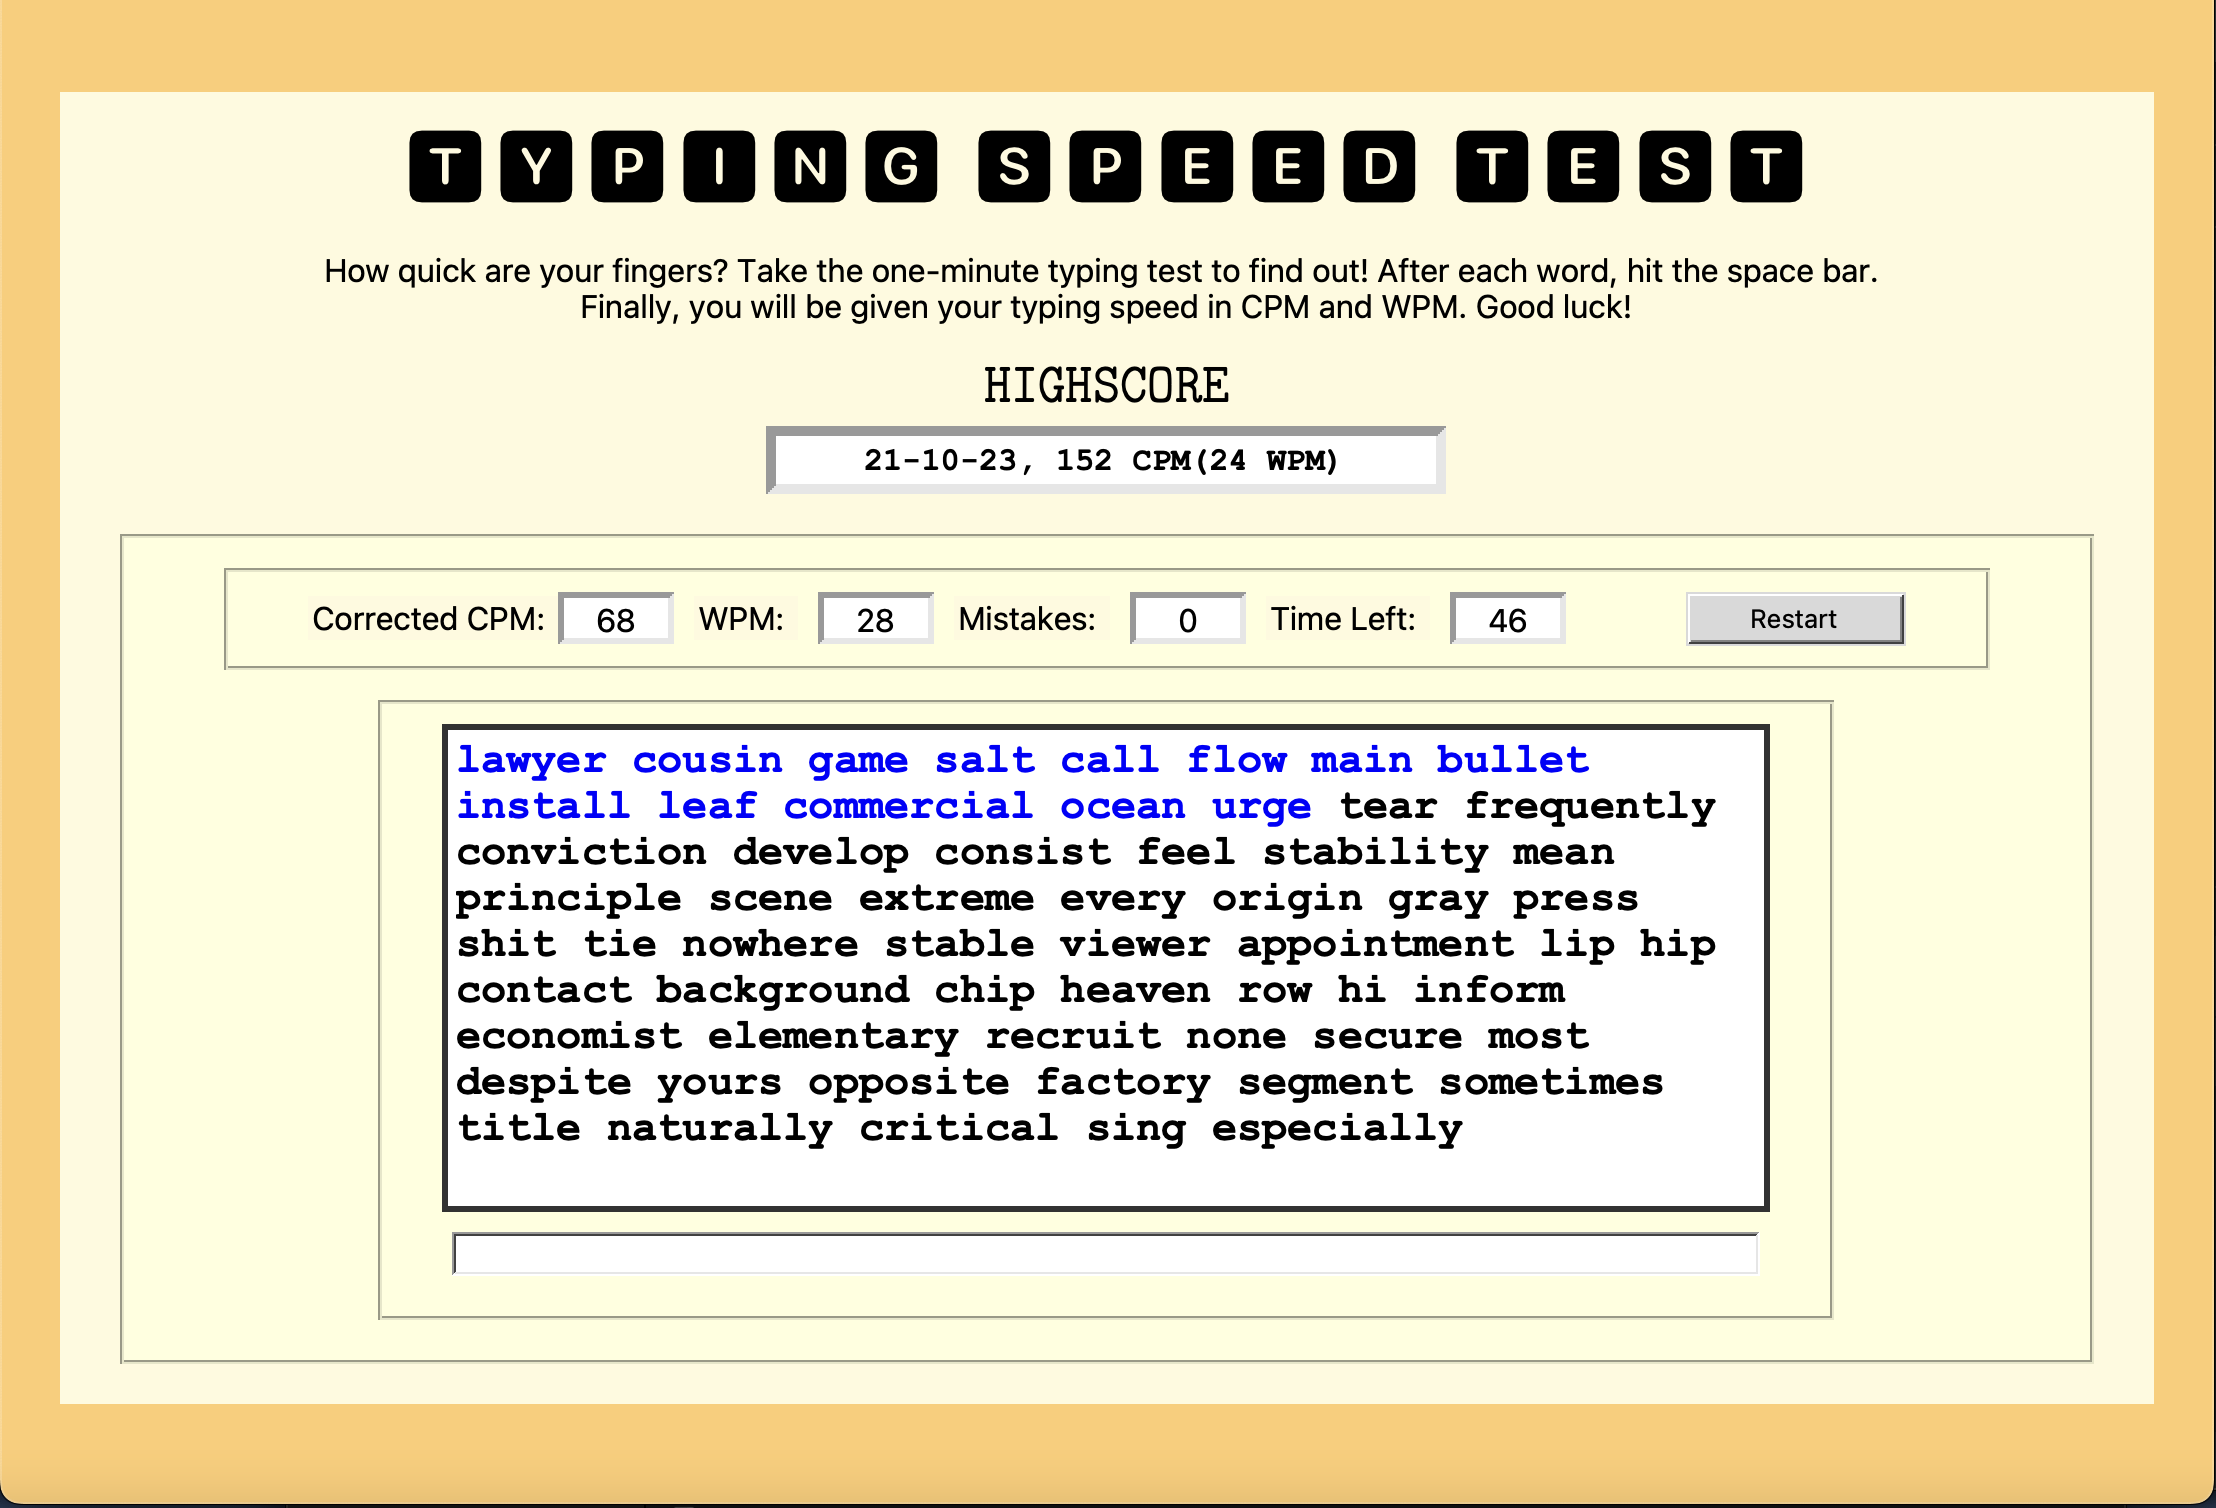 TYPING SPEED TEST
How quick are your fingers? Take the one-minute typing test to find out! After each word, hit the space bar.
Finally, you will be given your typing speed in CPM and WPM. Good luck!
HIGHSCORE
21-10-23, 152 CPM(24 WPM)
Corrected CPM: 68 WPM: 28 Mistakes: 0 Time Left: 46 Restart
lawyer cousin game salt call flow main bullet
install leaf commercial ocean urge tear frequently
conviction develop consist feel stability mean
principle scene extreme every origin gray press
shit tie nowhere stable viewer appointment lip hip
contact background chip heaven row hi inform
economist elementary recruit none secure most
despite yours opposite factory segment sometimes
title naturally critical sing especially